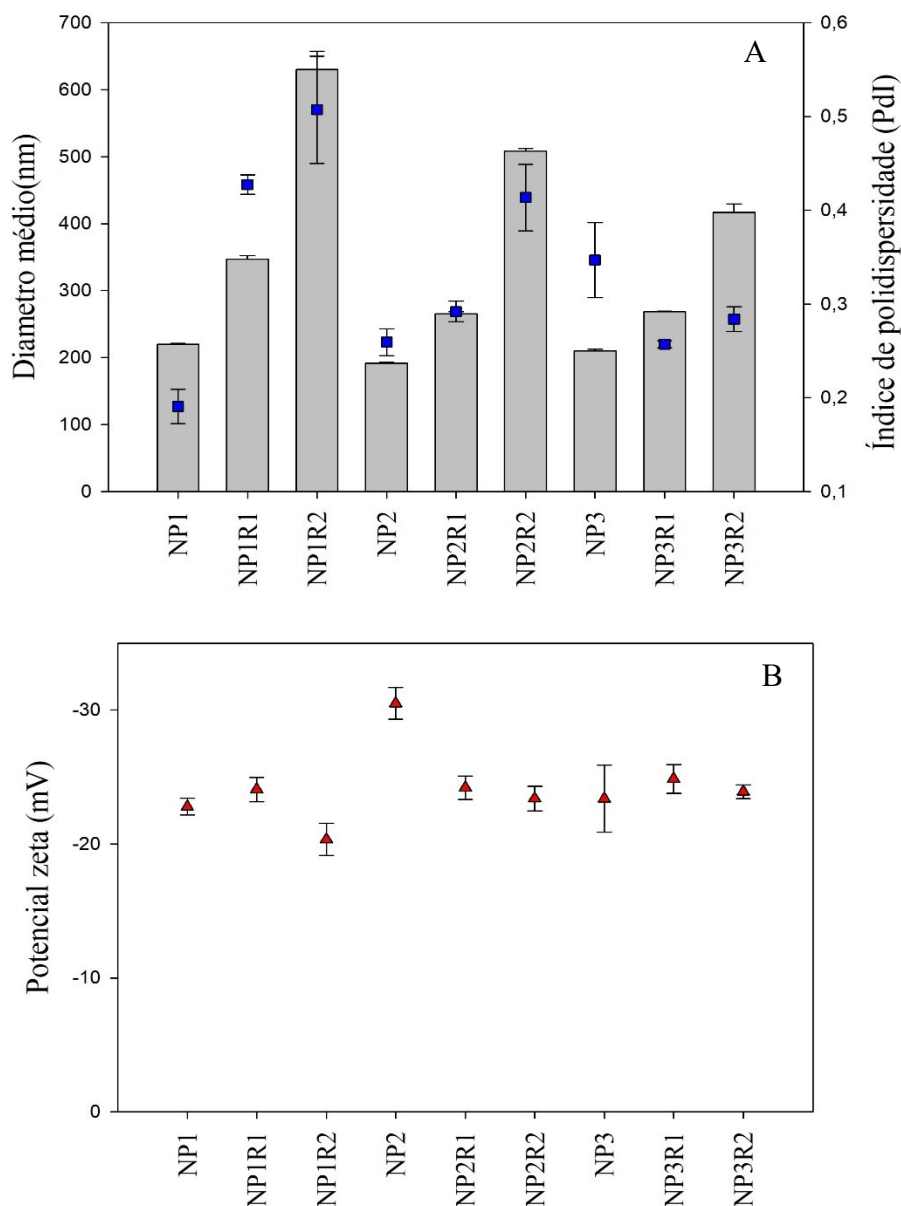 A
Diametro médio(nm)
700
600
500
400
300
200
100
0
0,6
0,5
0,4
0,3
0,2
0,1
Índice de polidispersidade (PdI)
NP1
NP1R1
NP1R2
NP2
NP2R1
NP2R2
NP3
NP3R1
NP3R2
B
Potencial zeta (mV)
-30
-20
-10
0
NP1
NP1R1
NP1R2
NP2
NP2R1
NP2R2
NP3
NP3R1
NP3R2